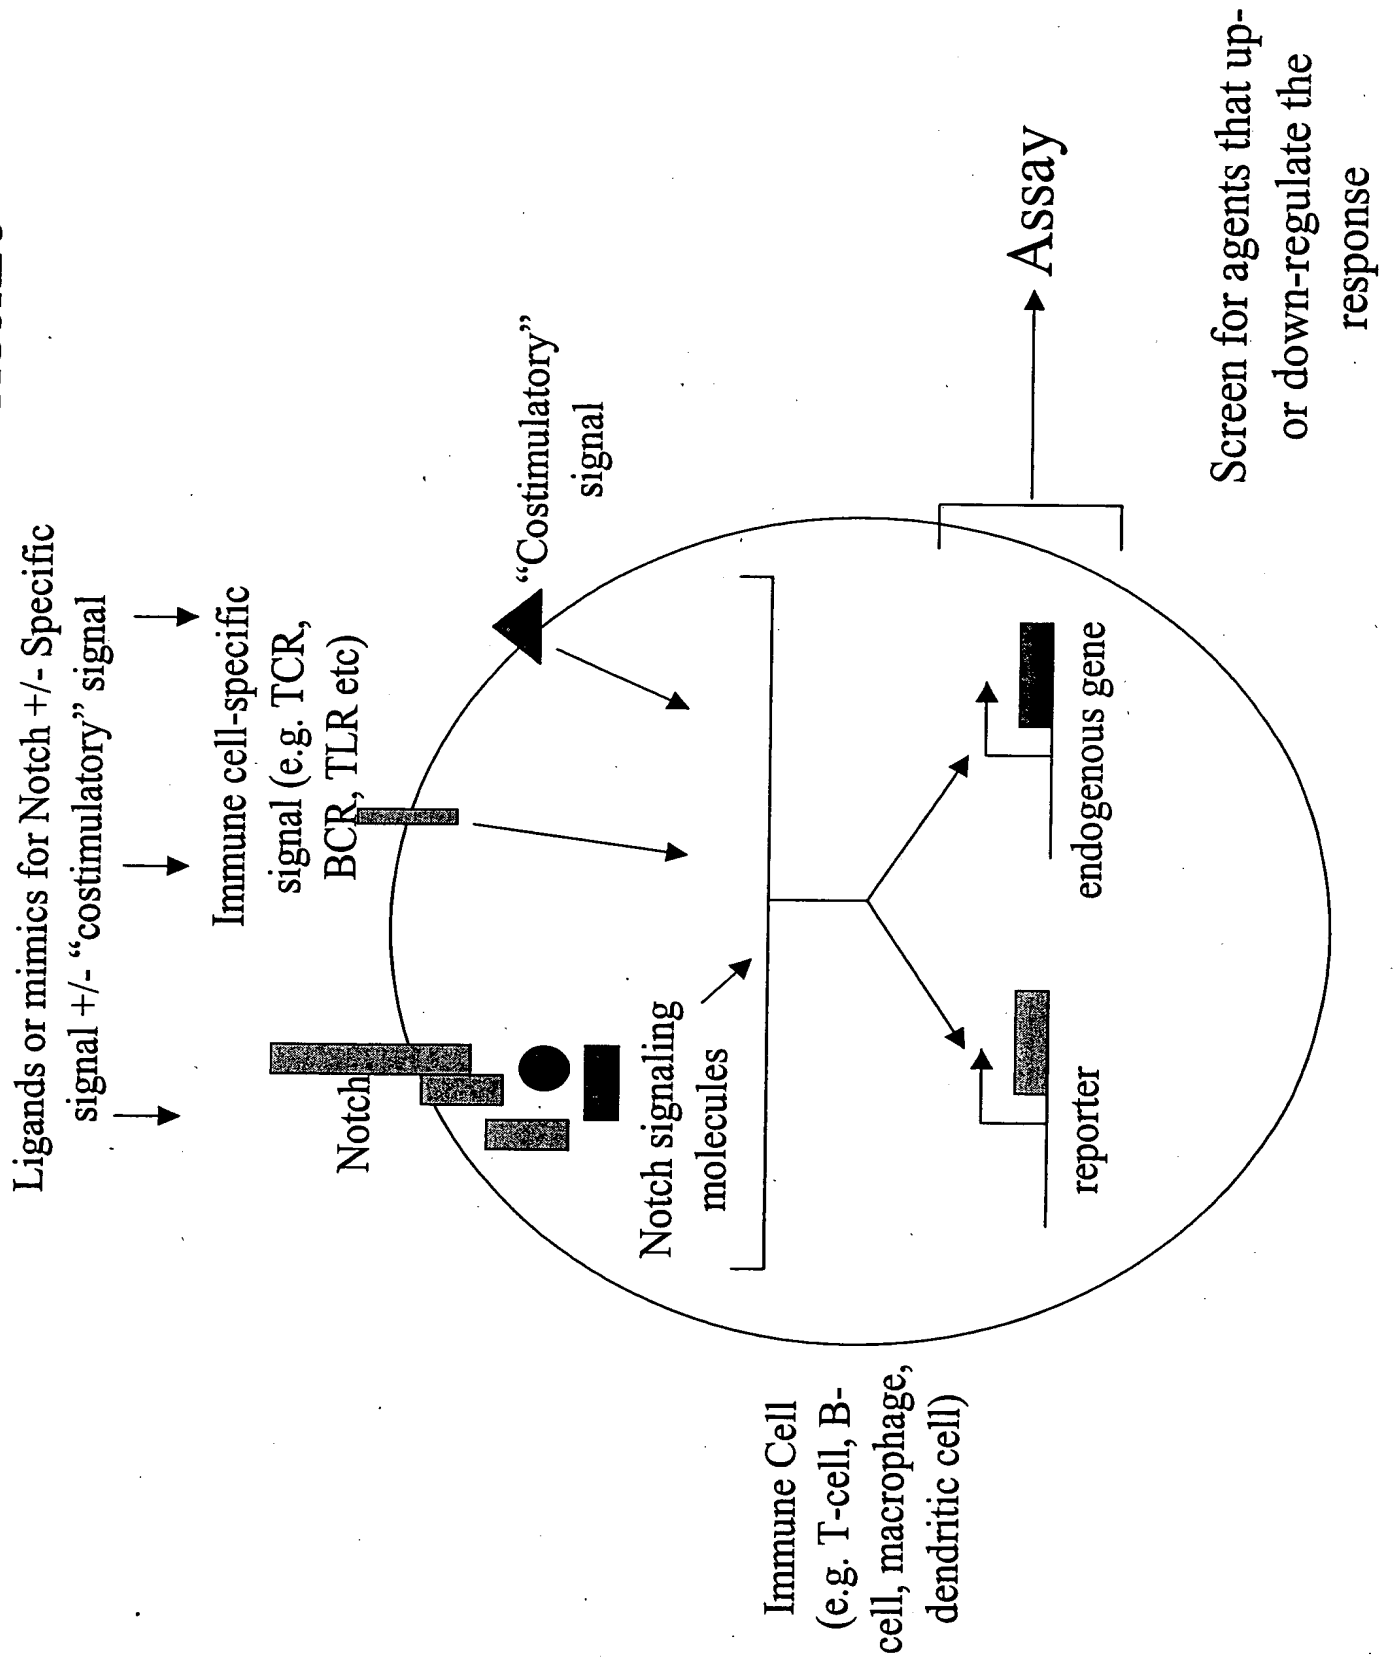 Ligands or mimics for Notch +/- Specific
signal +/- “costimulatory” signal
Immune cell-specific
signal (e.g. TCR,
BCR, TLR etc)
Notch
“Costimulatory”
signal
Notch signaling
molecules
Immune Cell
(e.g. T-cell, B-
cell, macrophage,
dendritic cell)
reporter
endogenous gene
Assay
Screen for agents that up-
or down-regulate the
response